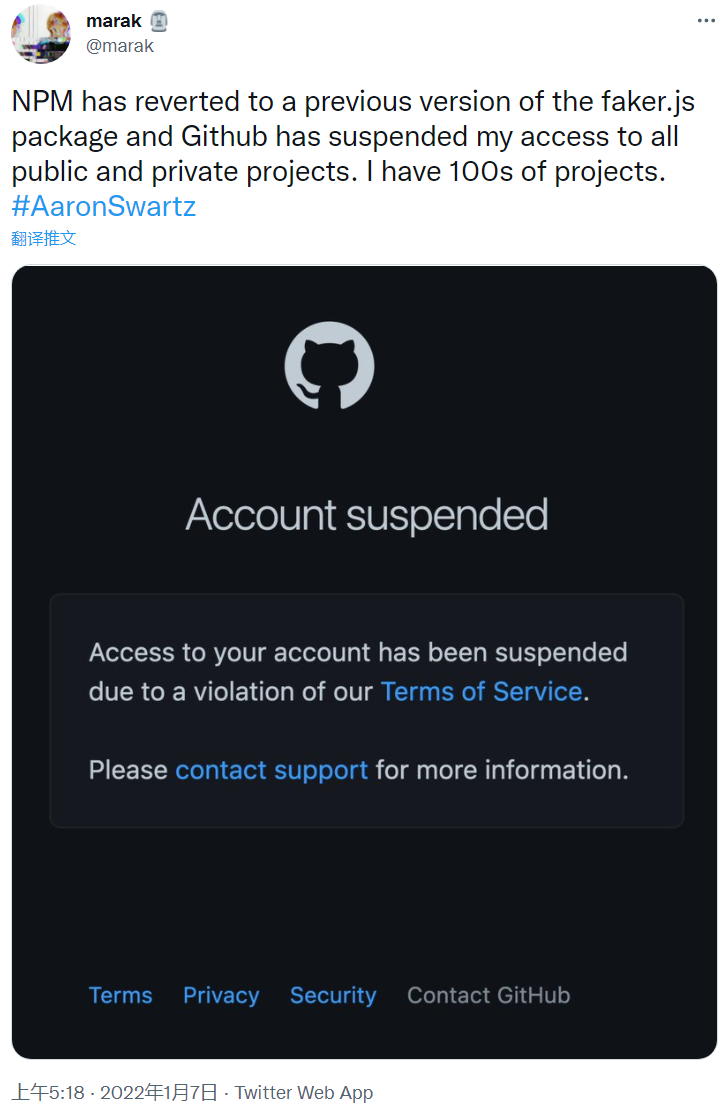 marak 🗿
@marak
NPM has reverted to a previous version of the faker.js
package and Github has suspended my access to all
public and private projects. I have 100s of projects.
#AaronSwartz
翻译推文
Account suspended
Access to your account has been suspended
due to a violation of our Terms of Service.
Please contact support for more information.
Terms Privacy Security Contact GitHub
上午5:18 · 2022年1月7日 · Twitter Web App